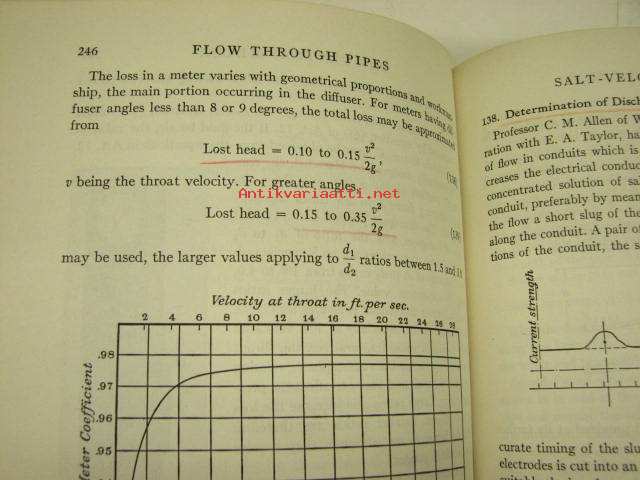 246
FLOW THROUGH PIPES
The loss in a meter varies with geometrical proportions and workman-
ship, the main portion occurring in the diffuser. For meters having dif-
fuser angles less than 8 or 9 degrees, the total loss may be approximated
from
Lost head = 0.10 to 0.15 v²/2g,
v being the throat velocity. For greater angles,
Antikvariaatti.net
Lost head = 0.15 to 0.35 v²/2g
may be used, the larger values applying to d₁/d₂ ratios between 1.5 and
Velocity at throat in ft. per sec.
2 4 6 8 10 12 14 16 18 20 22 24 26 28
.98
.97
.96
.95
.94
Meter Coefficient
SALT-VELO
138. Determination of Disch
Professor C. M. Allen of W
ration with E. A. Taylor, ha
of flow in conduits which is
creases the electrical conduc
concentrated solution of sa
conduit, preferably by mean
the flow a short slug of the
along the conduit. A pair of
tions of the conduit, the s
Current strength
curate timing of the slu
electrodes is cut into an